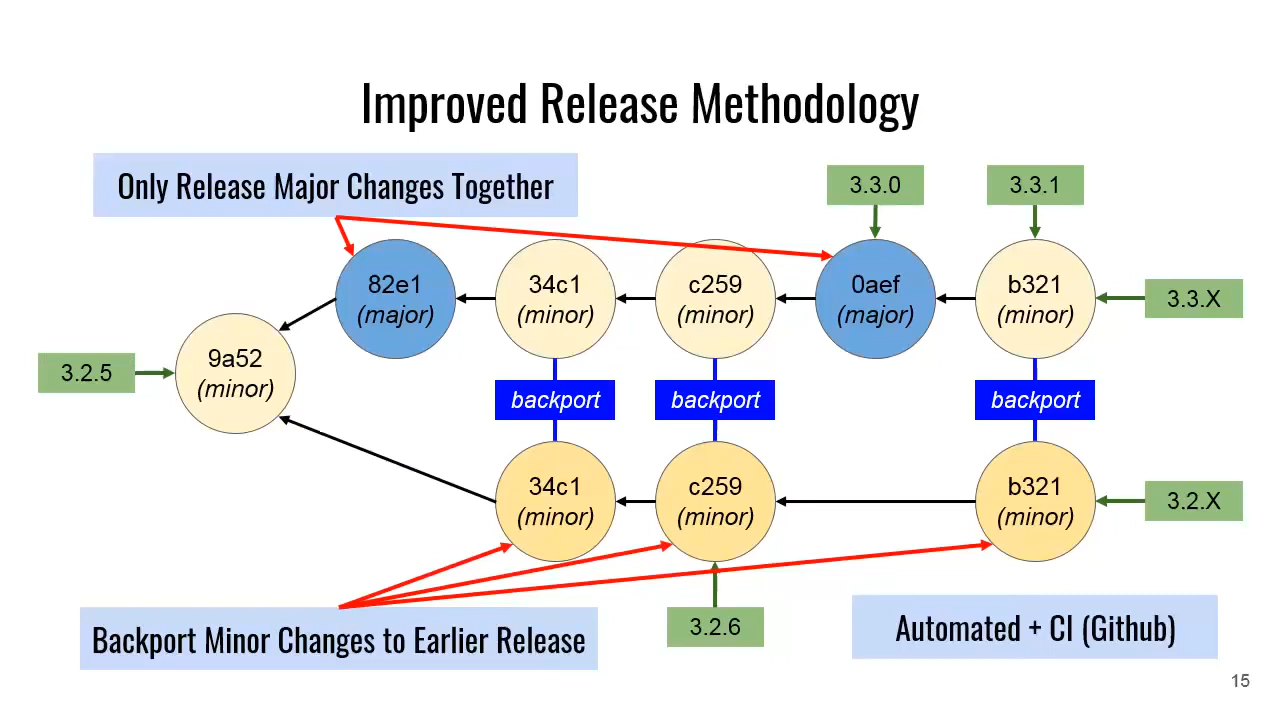 Improved Release Methodology
Only Release Major Changes Together
3.3.0
3.3.1
82e1
(major)
34c1
(minor)
c259
(minor)
0aef
(major)
b321
(minor)
3.3.X
3.2.5
9a52
(minor)
backport
backport
backport
34c1
(minor)
c259
(minor)
b321
(minor)
3.2.X
Backport Minor Changes to Earlier Release
3.2.6
Automated + CI (Github)
15